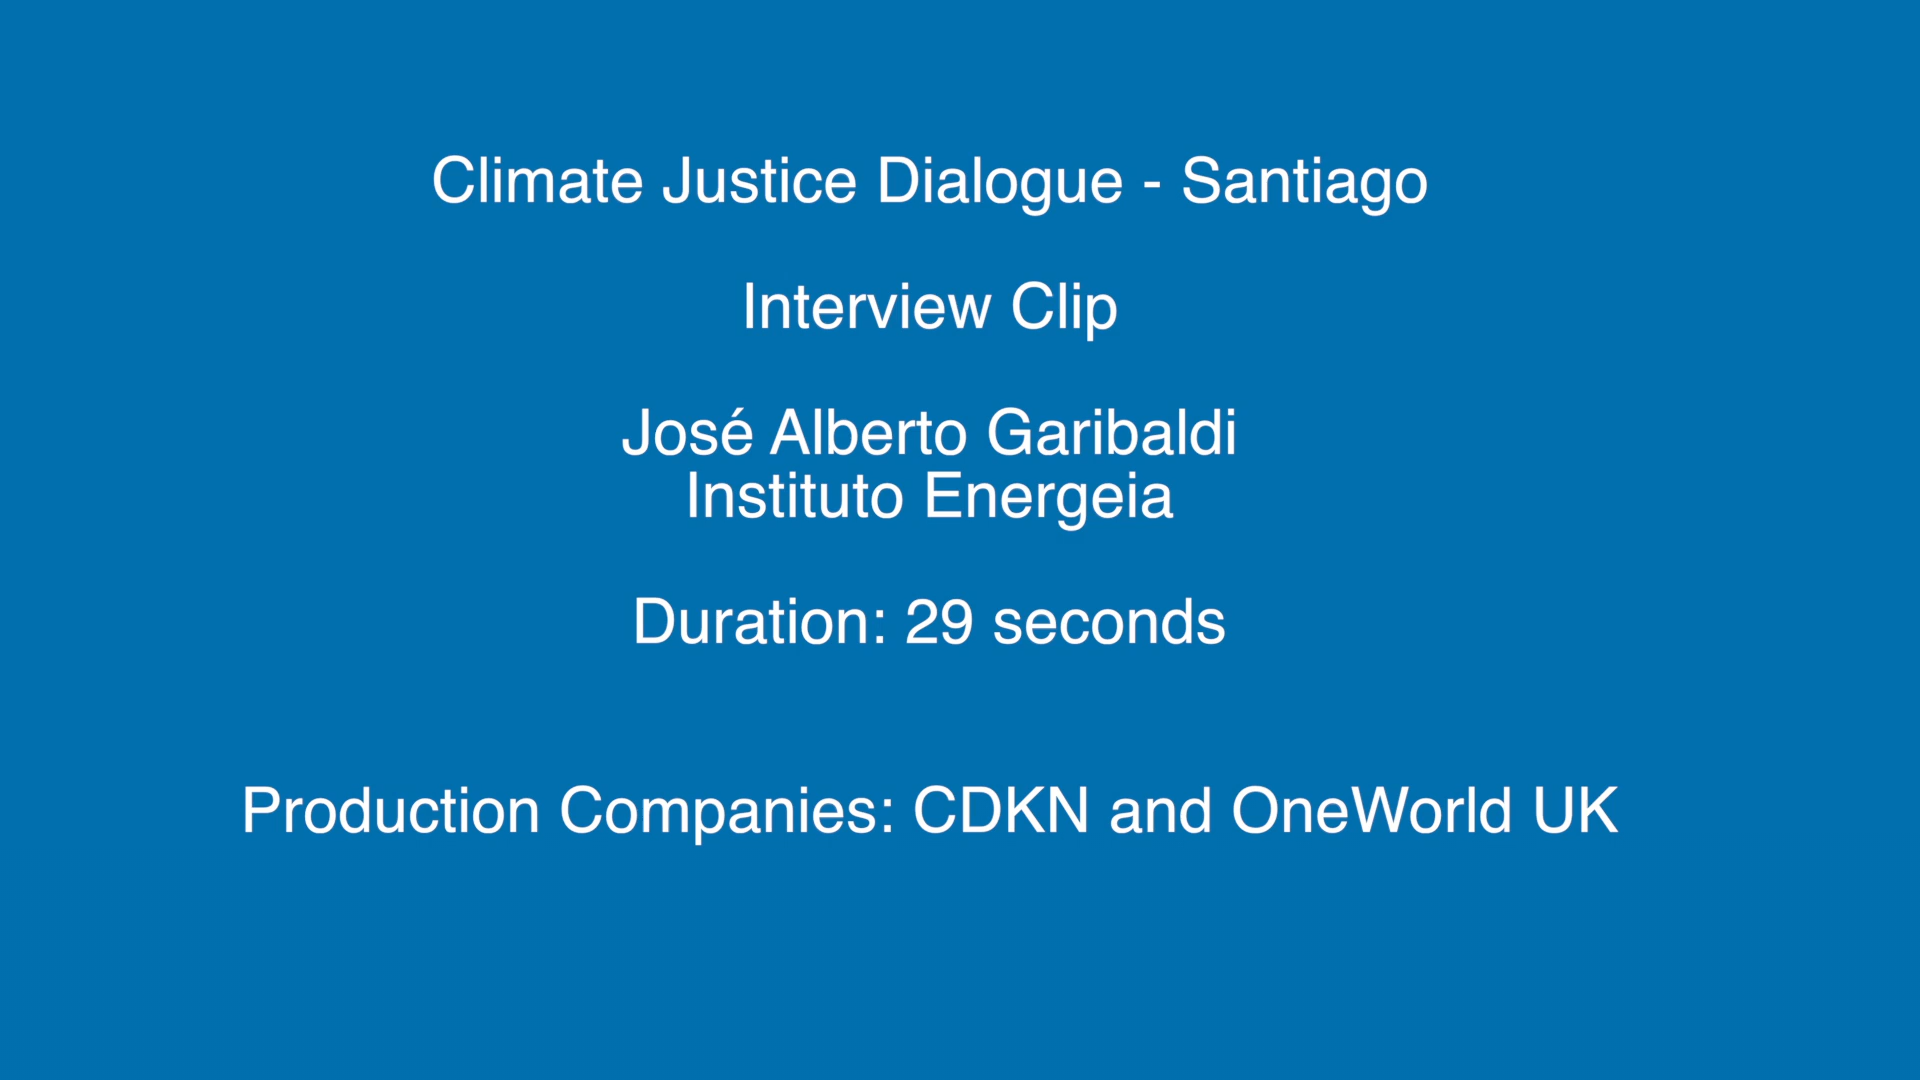 Climate Justice Dialogue - Santiago
Interview Clip
José Alberto Garibaldi
Instituto Energeia
Duration: 29 seconds
Production Companies: CDKN and OneWorld UK